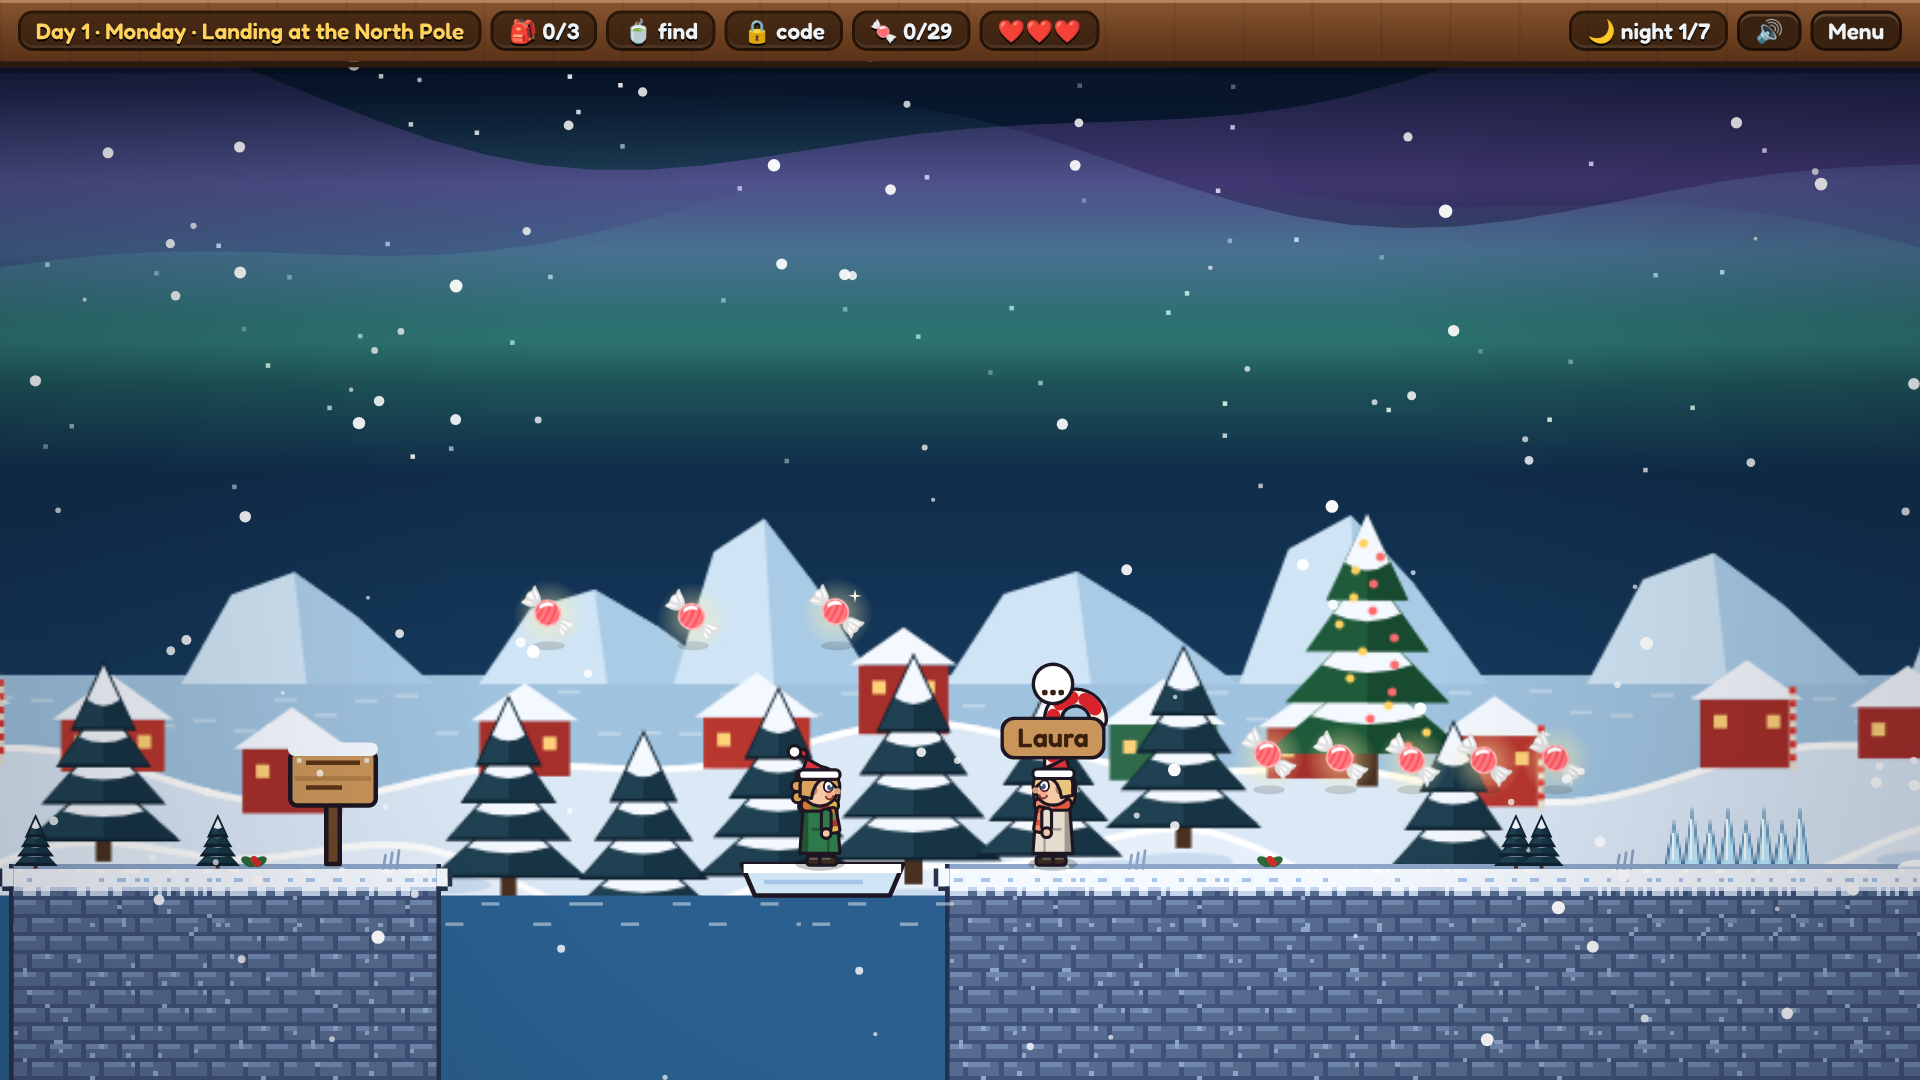 Day 1 · Monday · Landing at the North Pole
0/3
find
code
0/29
night 1/7
Menu
Laura